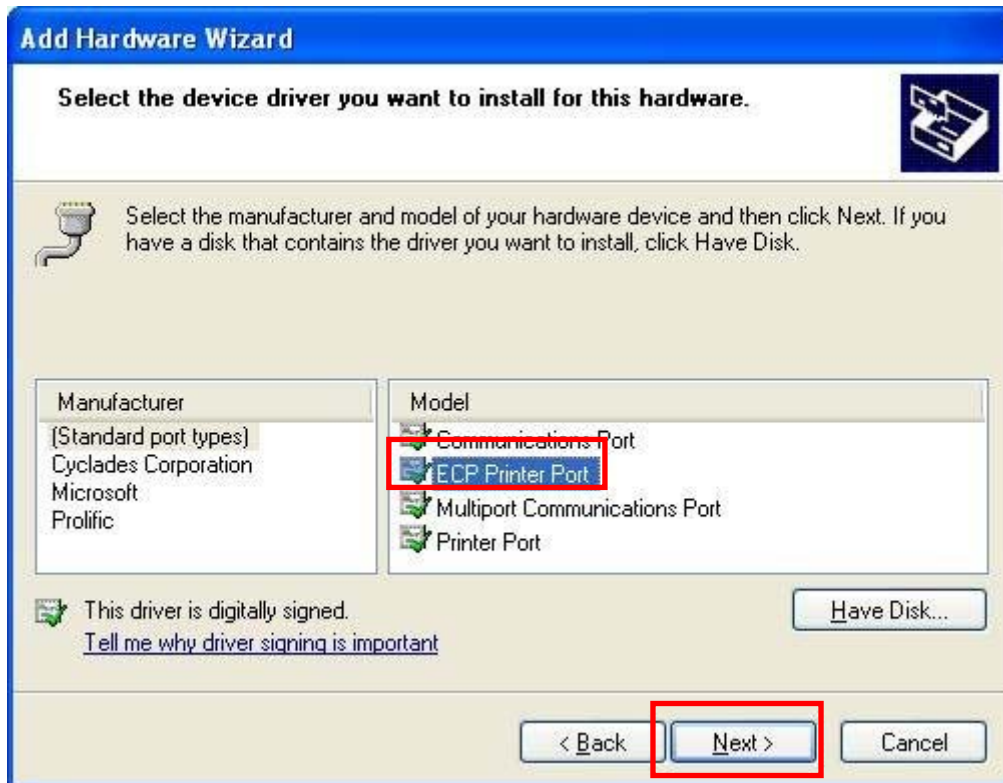 Add Hardware Wizard
Select the device driver you want to install for this hardware.
Select the manufacturer and model of your hardware device and then click Next. If you
have a disk that contains the driver you want to install, click Have Disk.
Manufacturer
(Standard port types)
Cyclades Corporation
Microsoft
Prolific
Model
Communications Port
ECP Printer Port
Multiport Communications Port
Printer Port
This driver is digitally signed.
Tell me why driver signing is important
Have Disk...
< Back
Next >
Cancel